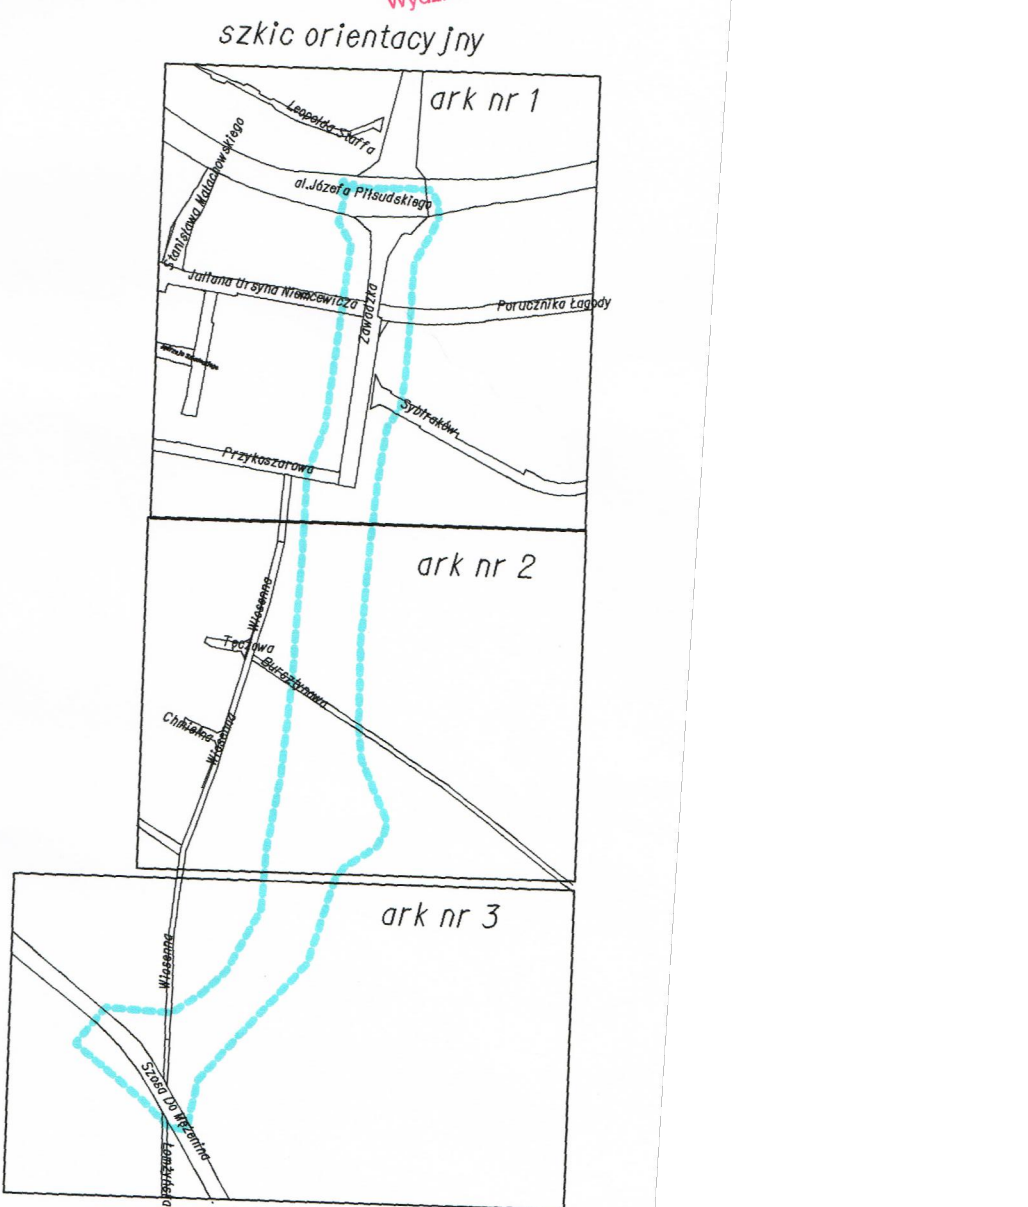 szkic orientacyjny
ark nr 1
Leopolda Staffa
Stanisława Małachowskiego
al.Józefa Piłsudskiego
Juliana Ursyna Niemcewicza
Zawadzka
Porucznika Łagody
Sybiraków
Przykoszarowa
ark nr 2
Wiosenna
Tęczowa
Bursztynowa
Chmielna
Wiosenna
ark nr 3
Wiosenna
Szosa Do Mężenina